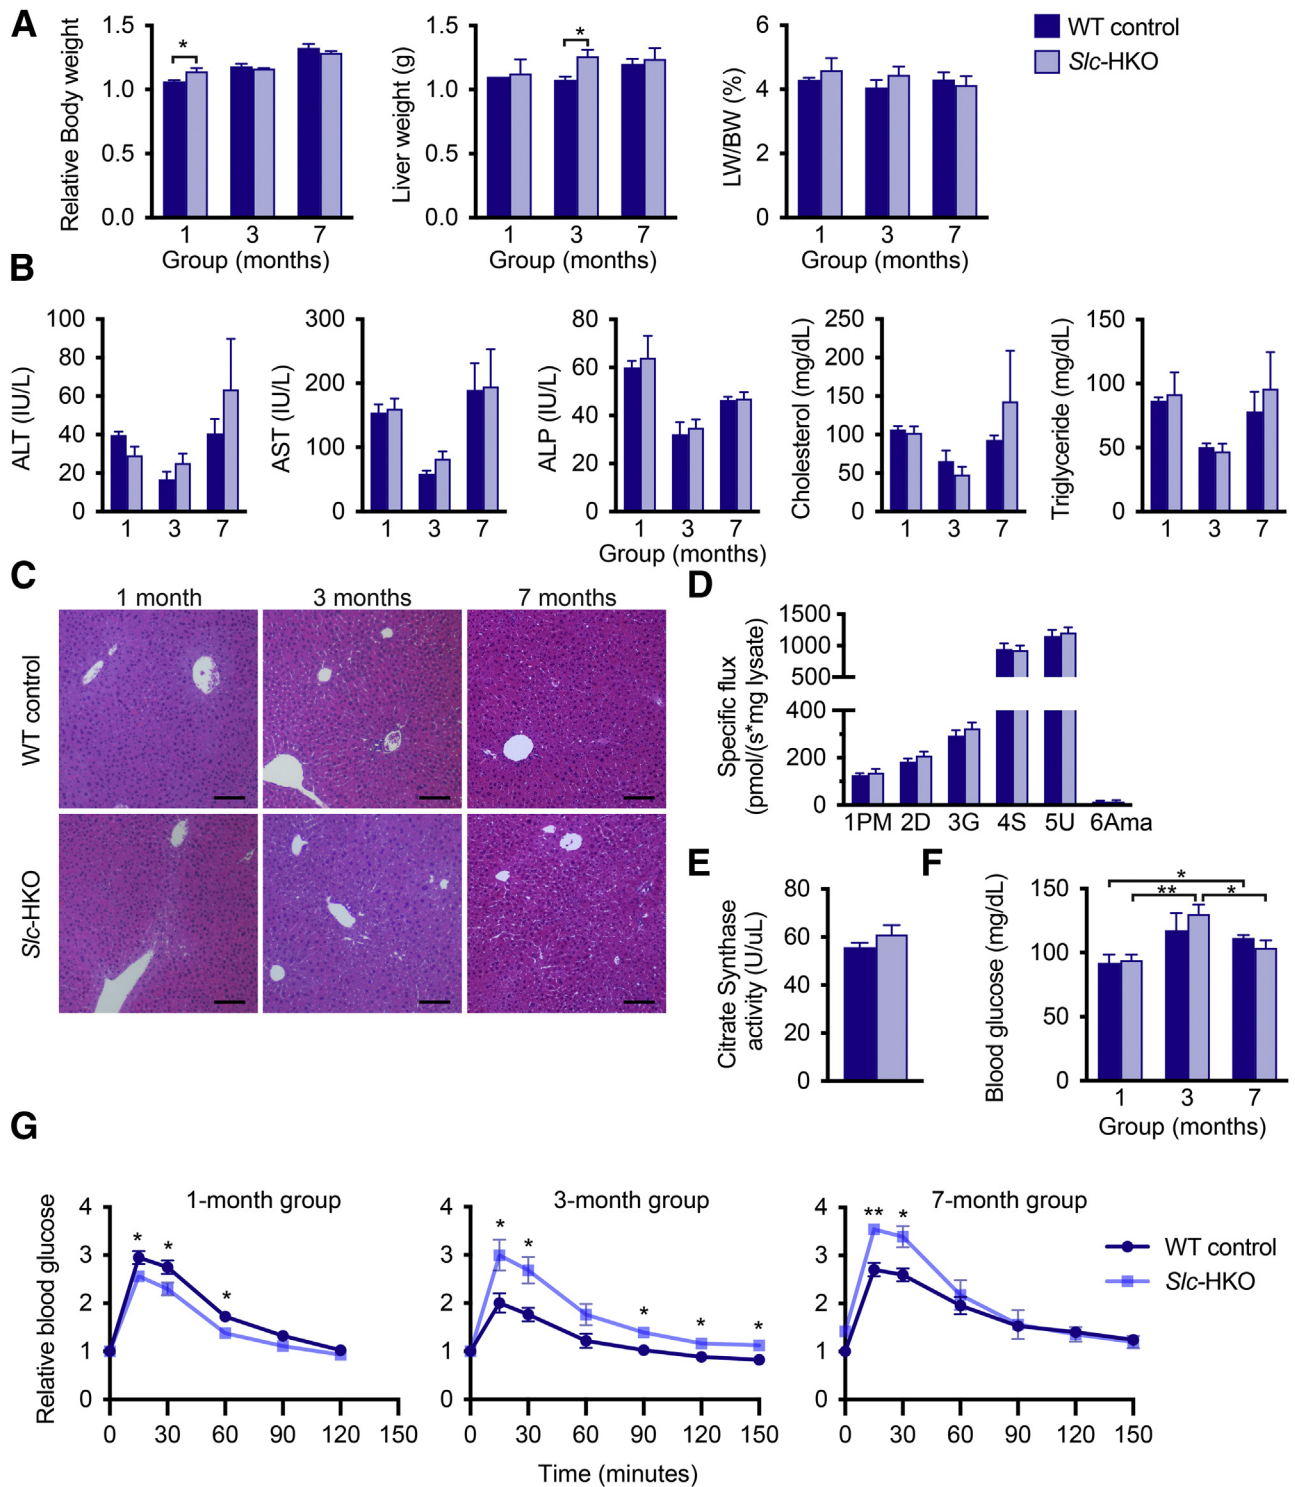 A
Relative Body weight
1.5
1.0
0.5
0.0
*
1 3 7
Group (months)
Liver weight (g)
1.5
1.0
0.5
0.0
*
1 3 7
Group (months)
LW/BW (%)
6
4
2
0
1 3 7
Group (months)
WT control
Slc-HKO
B
ALT (IU/L)
100
80
60
40
20
0
1 3 7
AST (IU/L)
300
200
100
0
1 3 7
ALP (IU/L)
80
60
40
20
0
1 3 7
Group (months)
Cholesterol (mg/dL)
250
200
150
100
50
0
1 3 7
Triglyceride (mg/dL)
150
100
50
0
1 3 7
C
1 month 3 months 7 months
WT control
Slc-HKO
D
Specific flux
(pmol/(s*mg lysate)
1500
1000
500
400
200
0
1PM 2D 3G 4S 5U 6Ama
E
Citrate Synthase
activity (U/uL)
80
60
40
20
0
F
Blood glucose (mg/dL)
150
100
50
0
*
** *
1 3 7
Group (months)
G
Relative blood glucose
1-month group
4
3
2
1
0
* * *
0 30 60 90 120 150
3-month group
4
3
2
1
0
* * * * *
0 30 60 90 120 150
Time (minutes)
7-month group
4
3
2
1
0
** *
0 30 60 90 120 150
WT control
Slc-HKO